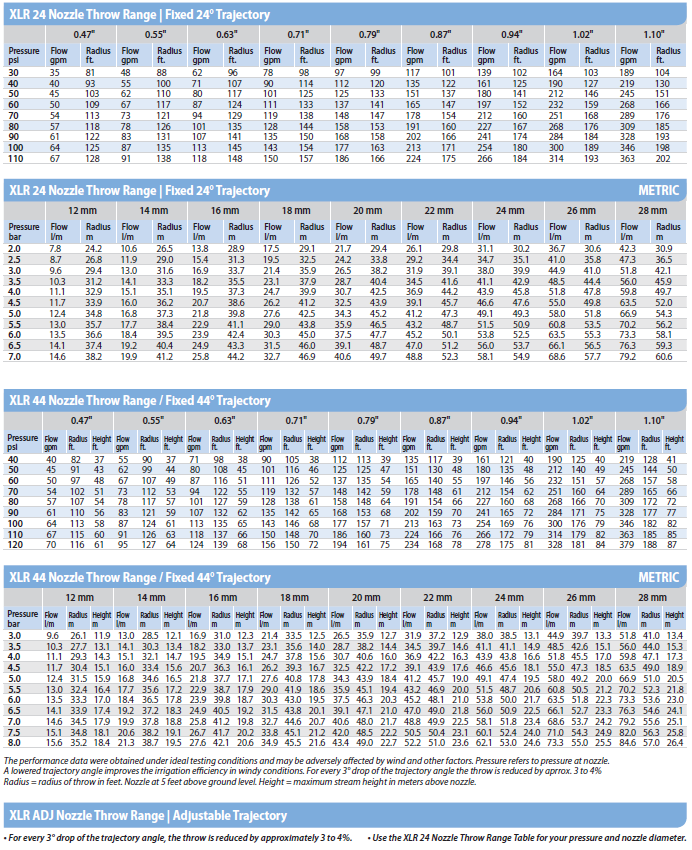 XLR 24 Nozzle Throw Range | Fixed 24° Trajectory
0.47" 0.55" 0.63" 0.71" 0.79" 0.87" 0.94" 1.02" 1.10"
Pressure Flow Radius Flow Radius Flow Radius Flow Radius Flow Radius Flow Radius Flow Radius Flow Radius Flow Radius
psi gpm ft. gpm ft. gpm ft. gpm ft. gpm ft. gpm ft. gpm ft. gpm ft. gpm ft.
30 35 81 48 88 62 96 78 98 97 99 117 101 139 102 164 103 189 104
40 40 93 55 100 71 107 90 114 112 120 135 122 161 125 190 127 219 130
50 45 103 62 110 80 117 101 125 125 133 151 137 180 141 212 146 245 151
60 50 109 67 117 87 124 111 133 137 141 165 147 197 152 232 159 268 166
70 54 113 73 121 94 129 119 138 148 147 178 154 212 160 251 168 289 176
80 57 118 78 126 101 135 128 144 158 153 191 160 227 167 268 176 309 185
90 61 122 83 131 107 141 135 150 168 158 202 166 241 174 284 184 328 193
100 64 125 87 135 113 145 143 154 177 163 213 171 254 180 300 189 346 198
110 67 128 91 138 118 148 150 157 186 166 224 175 266 184 314 193 363 202
XLR 24 Nozzle Throw Range | Fixed 24° Trajectory METRIC
12 mm 14 mm 16 mm 18 mm 20 mm 22 mm 24 mm 26 mm 28 mm
Pressure Flow Radius Flow Radius Flow Radius Flow Radius Flow Radius Flow Radius Flow Radius Flow Radius Flow Radius
bar l/m m l/m m l/m m l/m m l/m m l/m m l/m m l/m m l/m m
2.0 7.8 24.2 10.6 26.5 13.8 28.9 17.5 29.1 21.7 29.4 26.1 29.8 31.1 30.2 36.7 30.6 42.3 30.9
2.5 8.7 26.8 11.9 29.0 15.4 31.3 19.5 32.5 24.2 33.8 29.2 34.4 34.7 35.1 41.0 35.8 47.3 36.5
3.0 9.6 29.4 13.0 31.6 16.9 33.7 21.4 35.9 26.5 38.2 31.9 39.1 38.0 39.9 44.9 41.0 51.8 42.1
3.5 10.3 31.2 14.1 33.3 18.2 35.5 23.1 37.9 28.7 40.4 34.5 41.6 41.1 42.9 48.5 44.4 56.0 45.9
4.0 11.1 32.9 15.1 35.1 19.5 37.3 24.7 39.9 30.7 42.5 36.9 44.2 43.9 45.8 51.8 47.8 59.8 49.7
4.5 11.7 33.9 16.0 36.2 20.7 38.6 26.2 41.2 32.5 43.9 39.1 45.7 46.6 47.6 55.0 49.8 63.5 52.0
5.0 12.4 34.8 16.8 37.3 21.8 39.8 27.6 42.5 34.3 45.2 41.2 47.3 49.1 49.3 58.0 51.8 66.9 54.3
5.5 13.0 35.7 17.7 38.4 22.9 41.1 29.0 43.8 35.9 46.5 43.2 48.7 51.5 50.9 60.8 53.5 70.2 56.2
6.0 13.5 36.6 18.4 39.5 23.9 42.4 30.3 45.0 37.5 47.7 45.2 50.1 53.8 52.5 63.5 55.3 73.3 58.1
6.5 14.1 37.4 19.2 40.4 24.9 43.3 31.5 46.0 39.1 48.7 47.0 51.2 56.0 53.7 66.1 56.5 76.3 59.3
7.0 14.6 38.2 19.9 41.2 25.8 44.2 32.7 46.9 40.6 49.7 48.8 52.3 58.1 54.9 68.6 57.7 79.2 60.6
XLR 44 Nozzle Throw Range / Fixed 44° Trajectory
0.47" 0.55" 0.63" 0.71" 0.79" 0.87" 0.94" 1.02" 1.10"
Pressure Flow Radius Height Flow Radius Height Flow Radius Height Flow Radius Height Flow Radius Height Flow Radius Height Flow Radius Height Flow Radius Height Flow Radius Height
psi gpm ft. ft. gpm ft. ft. gpm ft. ft. gpm ft. ft. gpm ft. ft. gpm ft. ft. gpm ft. ft. gpm ft. ft. gpm ft. ft.
40 40 82 37 55 90 37 71 98 38 90 105 38 112 113 39 135 117 39 161 121 40 190 125 40 219 128 41
50 45 91 43 62 99 44 80 108 45 101 116 46 125 125 47 151 130 48 180 135 48 212 140 49 245 144 50
60 50 97 48 67 107 49 87 116 51 111 126 52 137 135 54 165 140 55 197 146 56 232 151 57 268 157 58
70 54 102 51 73 112 53 94 122 55 119 132 57 148 142 59 178 148 61 212 154 62 251 160 64 289 165 66
80 57 107 54 78 117 57 101 127 59 128 138 61 158 148 64 191 154 66 227 160 68 268 166 70 309 172 72
90 61 110 56 83 121 59 107 132 62 135 142 65 168 153 68 202 159 70 241 165 72 284 171 75 328 177 77
100 64 113 58 87 124 61 113 135 65 143 146 68 177 157 71 213 163 73 254 169 76 300 176 79 346 182 82
110 67 115 60 91 126 63 118 137 66 150 148 70 186 160 73 224 166 76 266 172 79 314 179 82 363 185 85
120 70 116 61 95 127 64 124 139 68 156 150 72 194 161 75 234 168 78 278 175 81 328 181 84 379 188 87
XLR 44 Nozzle Throw Range / Fixed 44° Trajectory METRIC
12 mm 14 mm 16 mm 18 mm 20 mm 22 mm 24 mm 26 mm 28 mm
Pressure Flow Radius Height Flow Radius Height Flow Radius Height Flow Radius Height Flow Radius Height Flow Radius Height Flow Radius Height Flow Radius Height Flow Radius Height
bar l/m m m l/m m m l/m m m l/m m m l/m m m l/m m m l/m m m l/m m m l/m m m
3.0 9.6 26.1 11.9 13.0 28.5 12.1 16.9 31.0 12.3 21.4 33.5 12.5 26.5 35.9 12.7 31.9 37.2 12.9 38.0 38.5 13.1 44.9 39.7 13.3 51.8 41.0 13.4
3.5 10.3 27.7 13.1 14.1 30.3 13.4 18.2 33.0 13.7 23.1 35.6 14.0 28.7 38.2 14.4 34.5 39.7 14.6 41.1 41.1 14.9 48.5 42.6 15.1 56.0 44.0 15.3
4.0 11.1 29.3 14.3 15.1 32.1 14.7 19.5 34.9 15.1 24.7 37.8 15.6 30.7 40.6 16.0 36.9 42.2 16.3 43.9 43.8 16.6 51.8 45.5 17.0 59.8 47.1 17.3
4.5 11.7 30.4 15.1 16.0 33.4 15.6 20.7 36.3 16.1 26.2 39.3 16.7 32.5 42.2 17.2 39.1 43.9 17.6 46.6 45.6 18.1 55.0 47.3 18.5 63.5 49.0 18.9
5.0 12.4 31.5 15.9 16.8 34.6 16.5 21.8 37.7 17.1 27.6 40.8 17.8 34.3 43.9 18.4 41.2 45.7 19.0 49.1 47.4 19.5 58.0 49.2 20.0 66.9 51.0 20.5
5.5 13.0 32.4 16.4 17.7 35.6 17.2 22.9 38.7 17.9 29.0 41.9 18.6 35.9 45.1 19.4 43.2 46.9 20.0 51.5 48.7 20.6 60.8 50.5 21.2 70.2 52.3 21.8
6.0 13.5 33.3 17.0 18.4 36.5 17.8 23.9 39.8 18.7 30.3 43.0 19.5 37.5 46.3 20.3 45.2 48.1 21.0 53.8 50.0 21.7 63.5 51.8 22.3 73.3 53.6 23.0
6.5 14.1 33.9 17.4 19.2 37.2 18.3 24.9 40.5 19.2 31.5 43.8 20.1 39.1 47.1 21.0 47.0 49.0 21.8 56.0 50.9 22.5 66.1 52.7 23.3 76.3 54.6 24.1
7.0 14.6 34.5 17.9 19.9 37.8 18.8 25.8 41.2 19.8 32.7 44.6 20.7 40.6 48.0 21.7 48.8 49.9 22.5 58.1 51.8 23.4 68.6 53.7 24.2 79.2 55.6 25.1
7.5 15.1 34.8 18.1 20.6 38.2 19.1 26.7 41.7 20.2 33.8 45.1 21.2 42.0 48.5 22.2 50.5 50.4 23.1 60.1 52.4 24.0 71.0 54.3 24.9 82.0 56.3 25.8
8.0 15.6 35.2 18.4 21.3 38.7 19.5 27.6 42.1 20.6 34.9 45.5 21.6 43.4 49.0 22.7 52.2 51.0 23.6 62.1 53.0 24.6 73.3 55.0 25.5 84.6 57.0 26.4
The performance data were obtained under ideal testing conditions and may be adversely affected by wind and other factors. Pressure refers to pressure at nozzle.
A lowered trajectory angle improves the irrigation efficiency in windy conditions. For every 3° drop of the trajectory angle the throw is reduced by aprrox. 3 to 4%
Radius = radius of throw in feet. Nozzle at 5 feet above ground level. Height = maximum stream height in meters above nozzle.
XLR ADJ Nozzle Throw Range | Adjustable Trajectory
• For every 3° drop of the trajectory angle, the throw is reduced by approximately 3 to 4%. • Use the XLR 24 Nozzle Throw Range Table for your pressure and nozzle diameter.